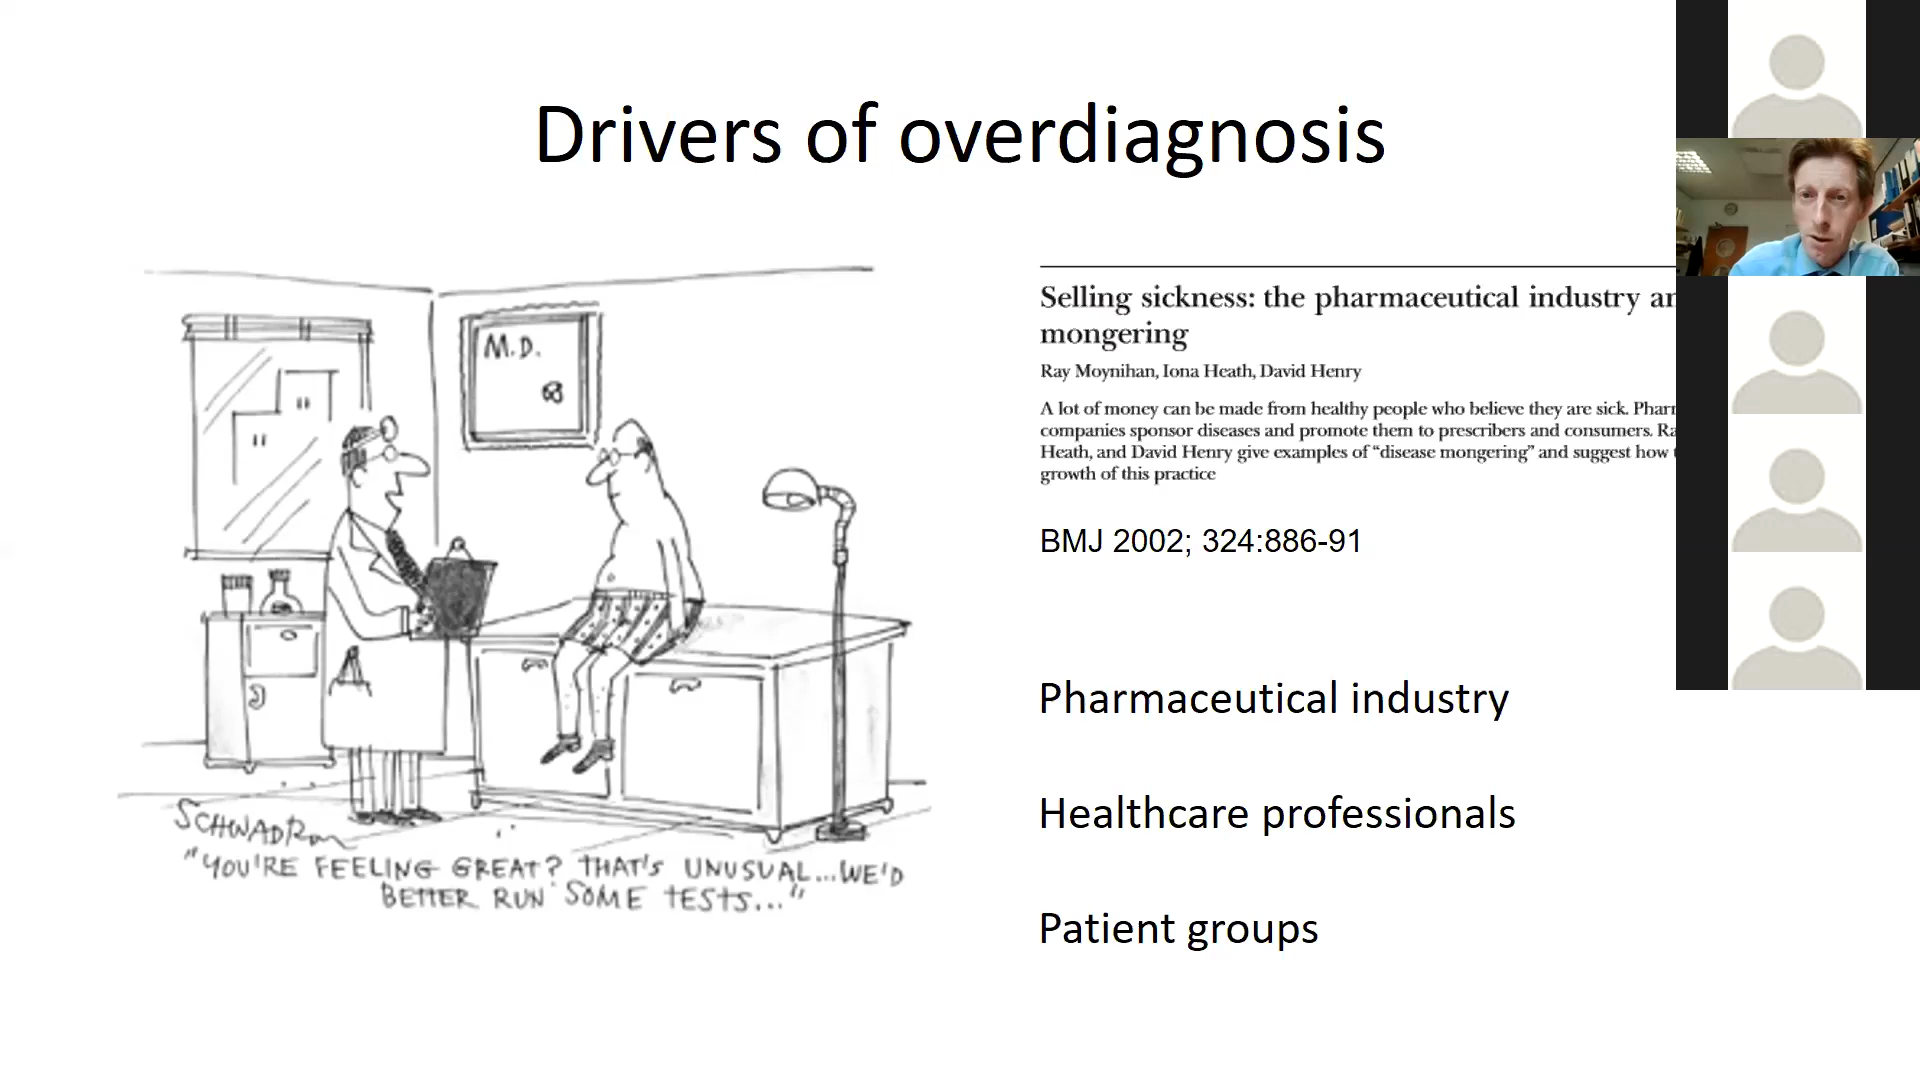 Drivers of overdiagnosis
M.D.
SCHWADRON
"YOU'RE FEELING GREAT? THAT'S UNUSUAL...WE'D
BETTER RUN SOME TESTS..."
Selling sickness: the pharmaceutical industry
mongering
Ray Moynihan, Iona Heath, David Henry
A lot of money can be made from healthy people who believe they are sick.
companies sponsor diseases and promote them to prescribers and consumers.
Heath, and David Henry give examples of “disease mongering” and suggest how
growth of this practice
BMJ 2002; 324:886-91
Pharmaceutical industry
Healthcare professionals
Patient groups